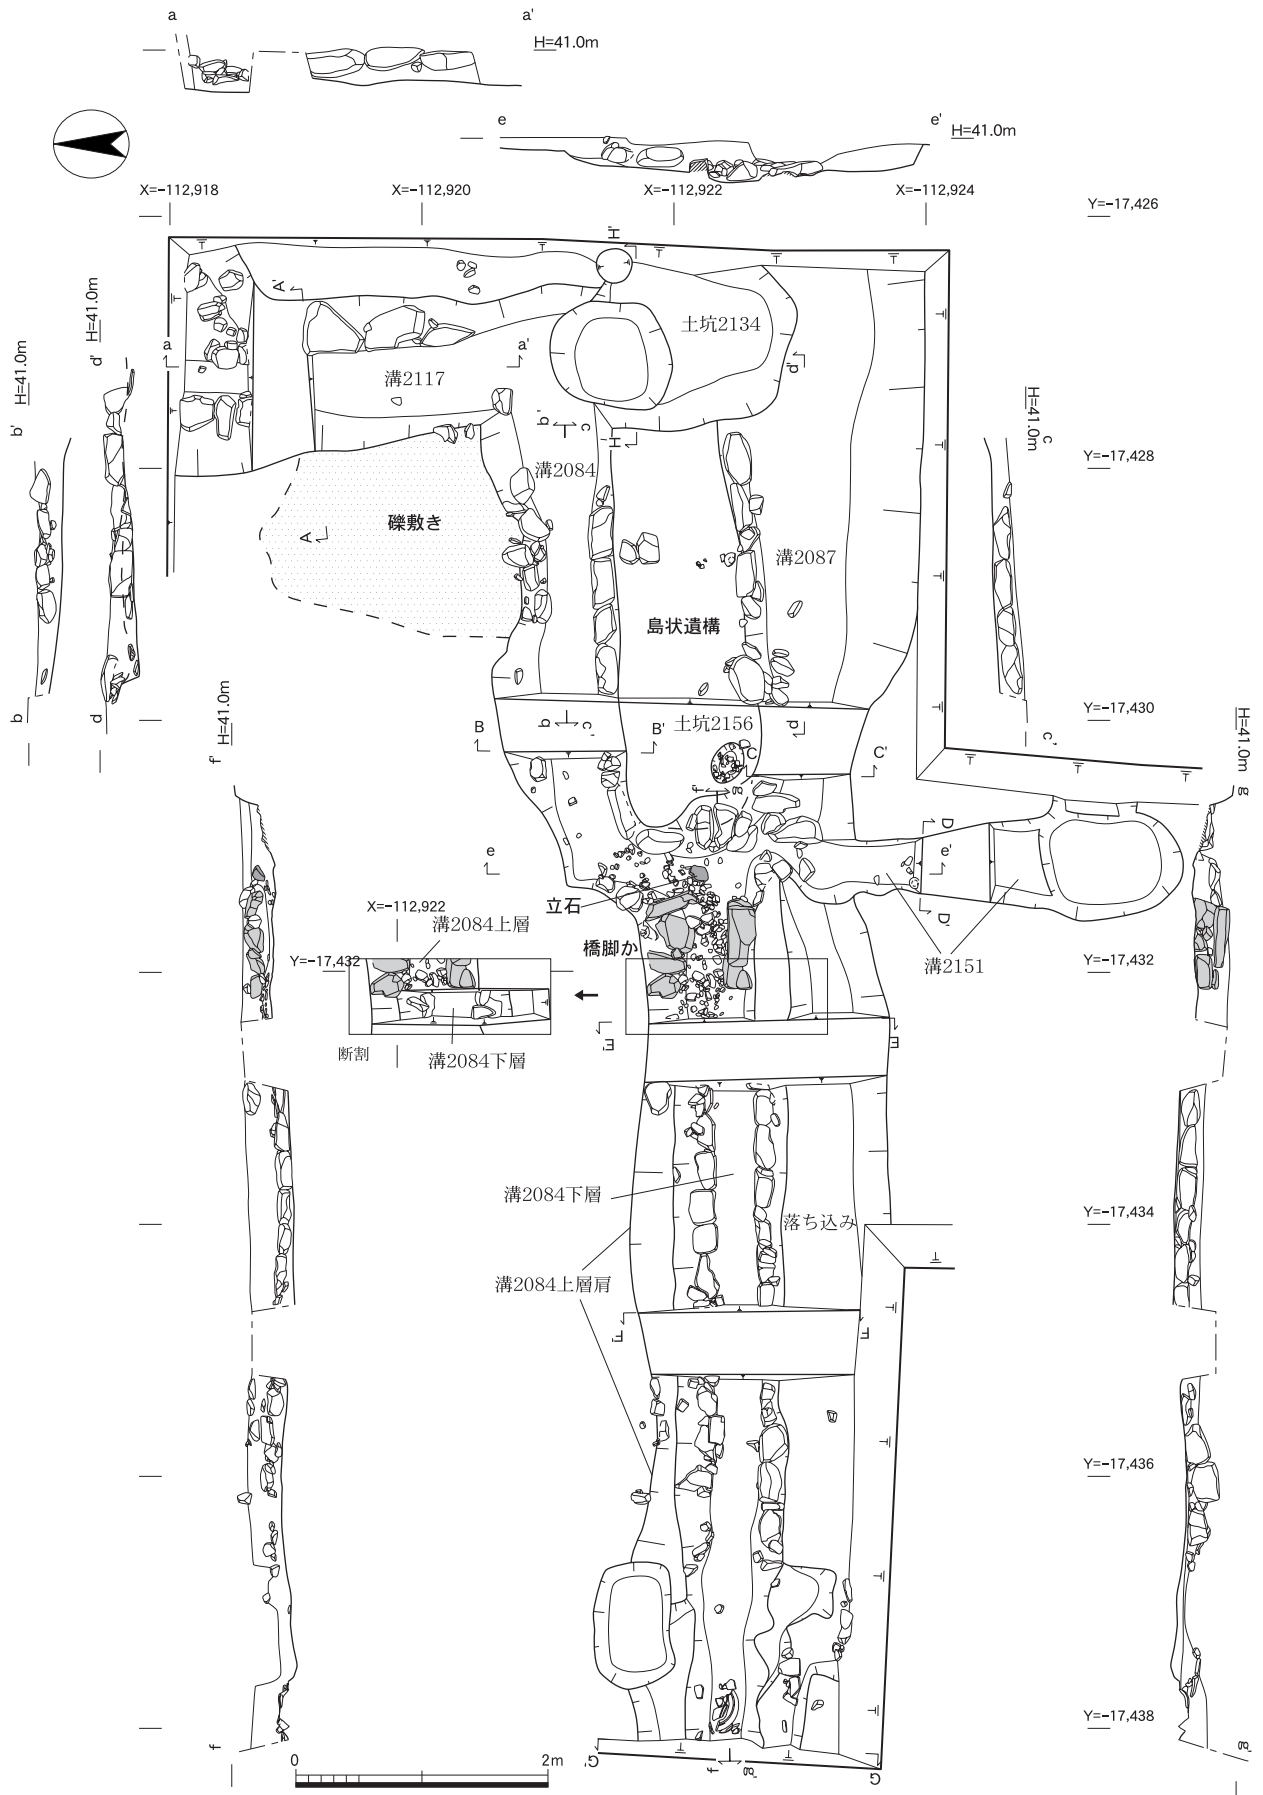 a
a'
H=41.0m
e
e'
H=41.0m
X=-112,918
X=-112,920
X=-112,922
X=-112,924
Y=-17,426
H'
A'
土坑2134
a
a'
d'
H=41.0m
b'
d'
H=41.0m
溝2117
b'
c
H
溝2084
H=41.0m
c
Y=-17,428
礫敷き
A
溝2087
島状遺構
b
d
f'
H=41.0m
B
b
c'
B'
土坑2156
d
C
C'
c'
Y=-17,430
H=41.0m
g
f'
g
D
e
e'
立石
D'
X=-112,922
溝2084上層
橋脚か
Y=-17,432
溝2151
Y=-17,432
断割
溝2084下層
E'
E
溝2084下層
落ち込み
Y=-17,434
溝2084上層肩
F'
F
Y=-17,436
Y=-17,438
f
G'
f
g'
G
g'
0
2m